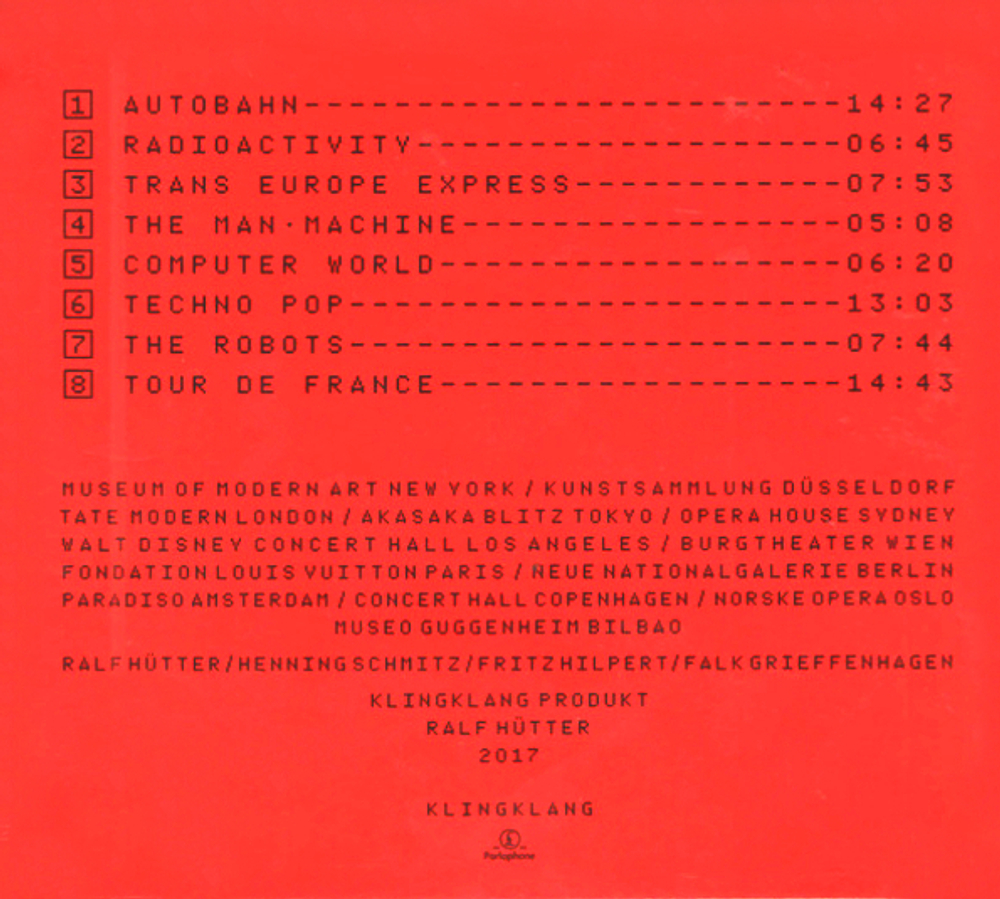 1 AUTOBAHN--------------------------14:27
2 RADIOACTIVITY---------------------06:45
3 TRANS EUROPE EXPRESS--------------07:53
4 THE MAN·MACHINE-------------------05:08
5 COMPUTER WORLD--------------------06:20
6 TECHNO POP------------------------13:03
7 THE ROBOTS------------------------07:44
8 TOUR DE FRANCE--------------------14:43
MUSEUM OF MODERN ART NEW YORK / KUNSTSAMMLUNG DÜSSELDORF
TATE MODERN LONDON / AKASAKA BLITZ TOKYO / OPERA HOUSE SYDNEY
WALT DISNEY CONCERT HALL LOS ANGELES / BURGTHEATER WIEN
FONDATION LOUIS VUITTON PARIS / NEUE NATIONALGALERIE BERLIN
PARADISO AMSTERDAM / CONCERT HALL COPENHAGEN / NORSKE OPERA OSLO
MUSEO GUGGENHEIM BILBAO
RALF HÜTTER/HENNING SCHMITZ/FRITZ HILPERT/FALK GRIEFFENHAGEN
KLINGKLANG PRODUKT
RALF HÜTTER
2017
KLINGKLANG
£
Parlophone